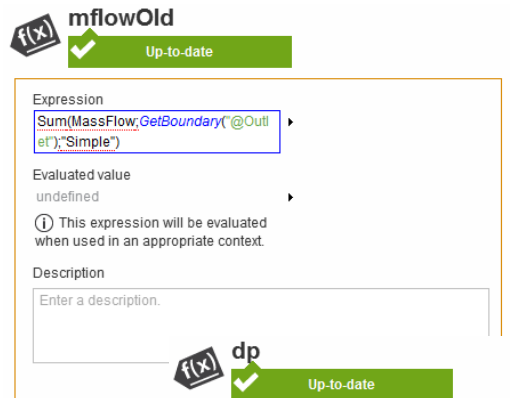 mflowOld
f(x)
Up-to-date
Expression
Sum(MassFlow;GetBoundary("@Outl
et");"Simple")
Evaluated value
undefined
i This expression will be evaluated
when used in an appropriate context.
Description
Enter a description.
dp
f(x)
Up-to-date